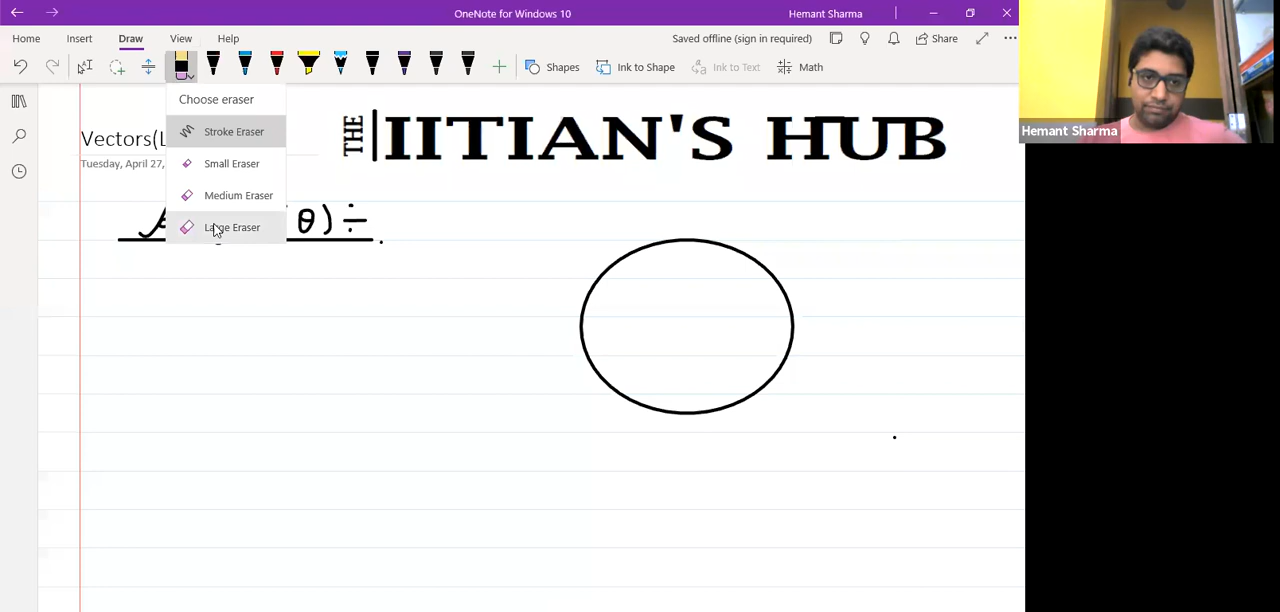 OneNote for Windows 10
Hemant Sharma
Home Insert Draw View Help
Saved offline (sign in required)
Share
Shapes
Ink to Shape
Ink to Text
Math
Choose eraser
Stroke Eraser
Small Eraser
Medium Eraser
Large Eraser
Vectors(L
Tuesday, April 27,
THE IITIAN'S HUB
(θ) ÷
Hemant Sharma